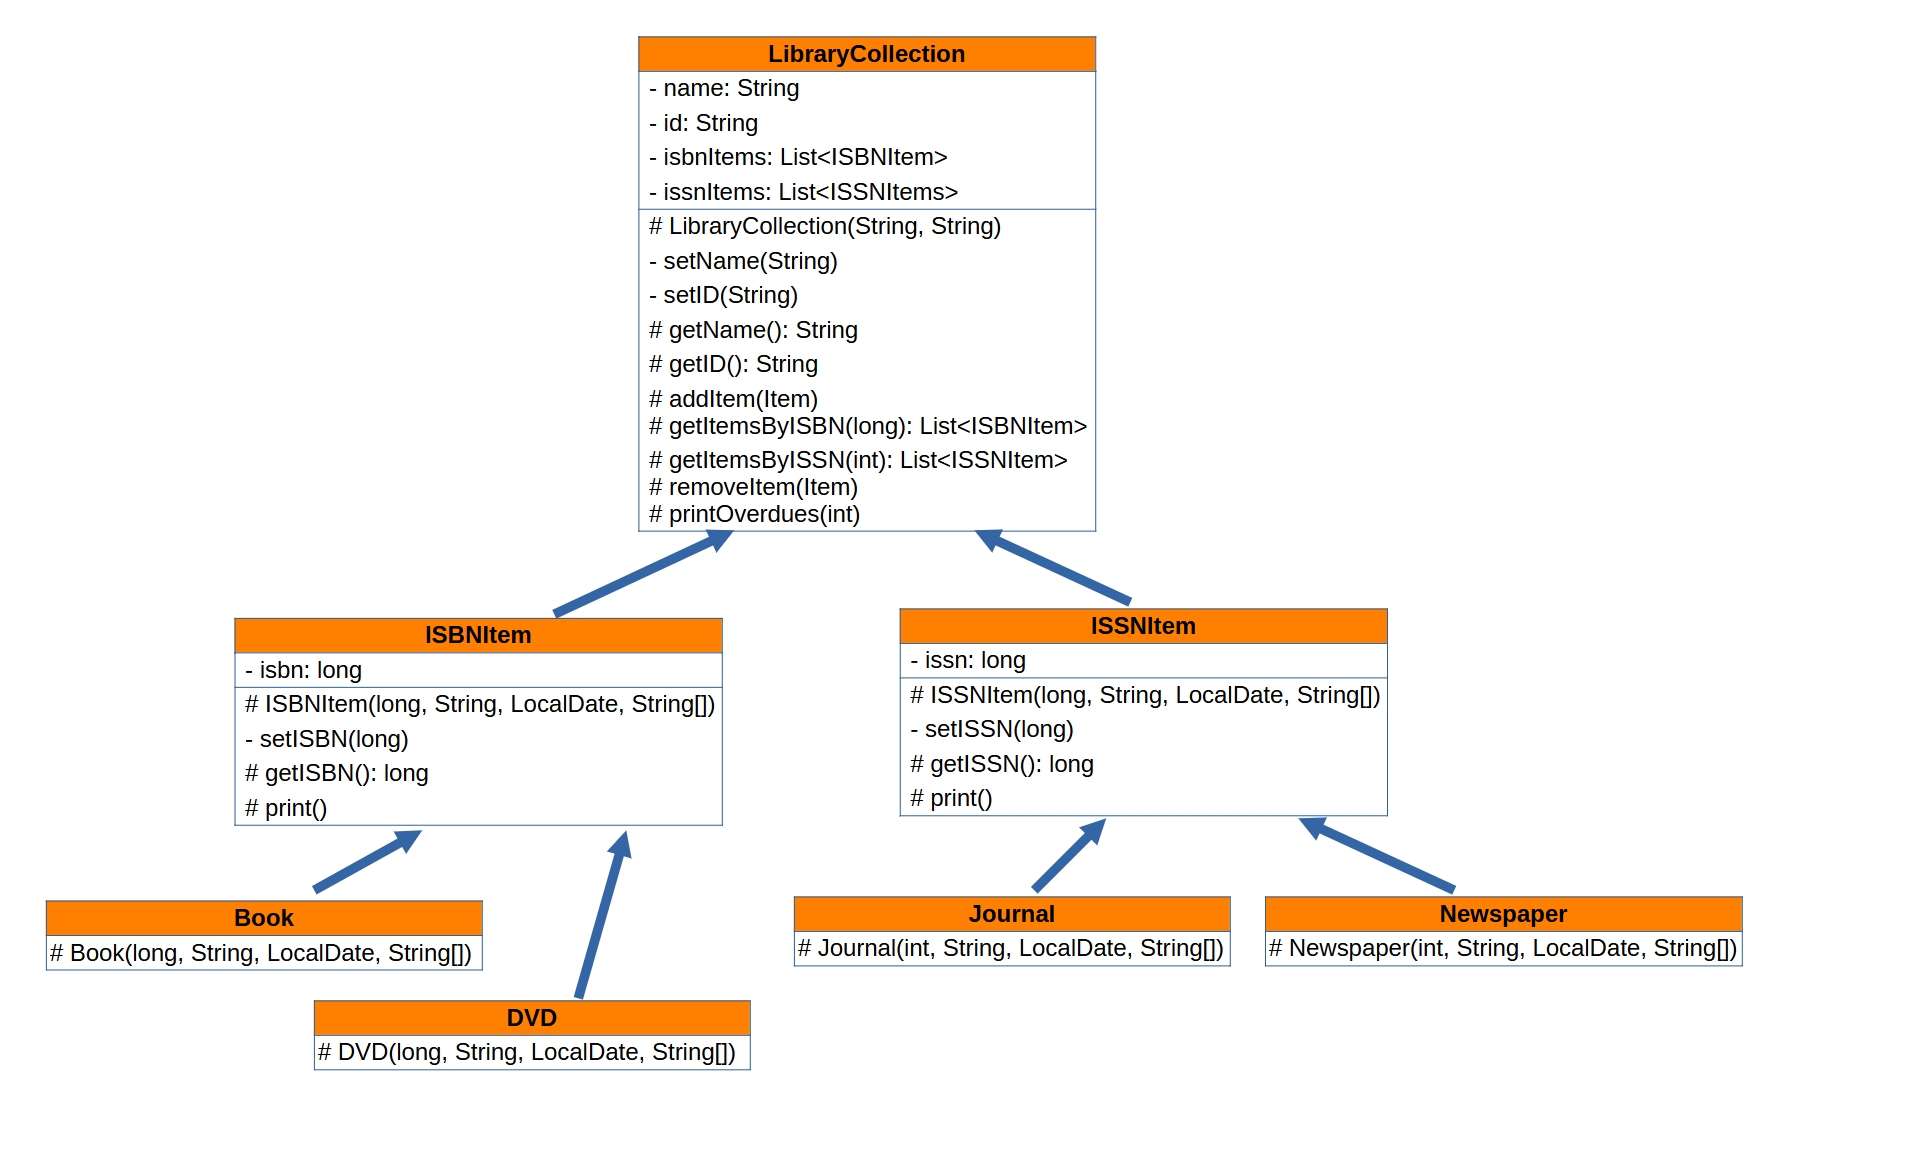 LibraryCollection
- name: String
- id: String
- isbnItems: List<ISBNItem>
- issnItems: List<ISSNItems>
# LibraryCollection(String, String)
- setName(String)
- setID(String)
# getName(): String
# getID(): String
# addItem(Item)
# getItemsByISBN(long): List<ISBNItem>
# getItemsByISSN(int): List<ISSNItem>
# removeItem(Item)
# printOverdues(int)
ISBNItem
- isbn: long
# ISBNItem(long, String, LocalDate, String[])
- setISBN(long)
# getISBN(): long
# print()
ISSNItem
- issn: long
# ISSNItem(long, String, LocalDate, String[])
- setISSN(long)
# getISSN(): long
# print()
Book
# Book(long, String, LocalDate, String[])
DVD
# DVD(long, String, LocalDate, String[])
Journal
# Journal(int, String, LocalDate, String[])
Newspaper
# Newspaper(int, String, LocalDate, String[])